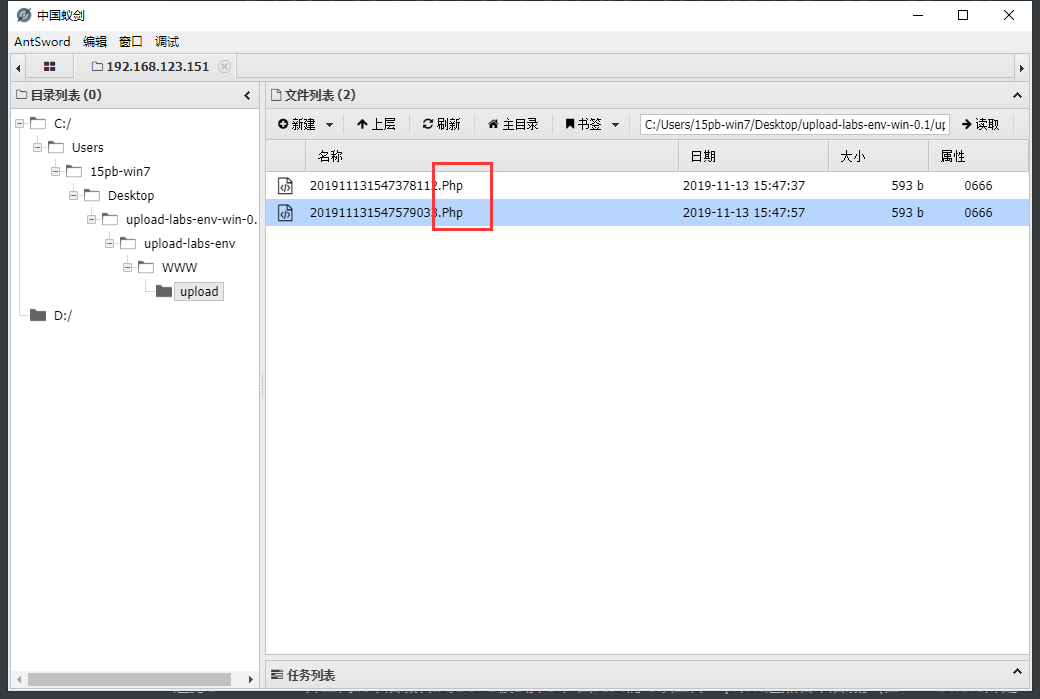 中国蚁剑
AntSword 编辑 窗口 调试
192.168.123.151
目录列表 (0)
文件列表 (2)
新建 上层 刷新 主目录 书签 C:/Users/15pb-win7/Desktop/upload-labs-env-win-0.1/up 读取
名称 日期 大小 属性
201911131547378112.Php 2019-11-13 15:47:37 593 b 0666
201911131547579033.Php 2019-11-13 15:47:57 593 b 0666
C:/
Users
15pb-win7
Desktop
upload-labs-env-win-0.
upload-labs-env
WWW
upload
D:/
任务列表